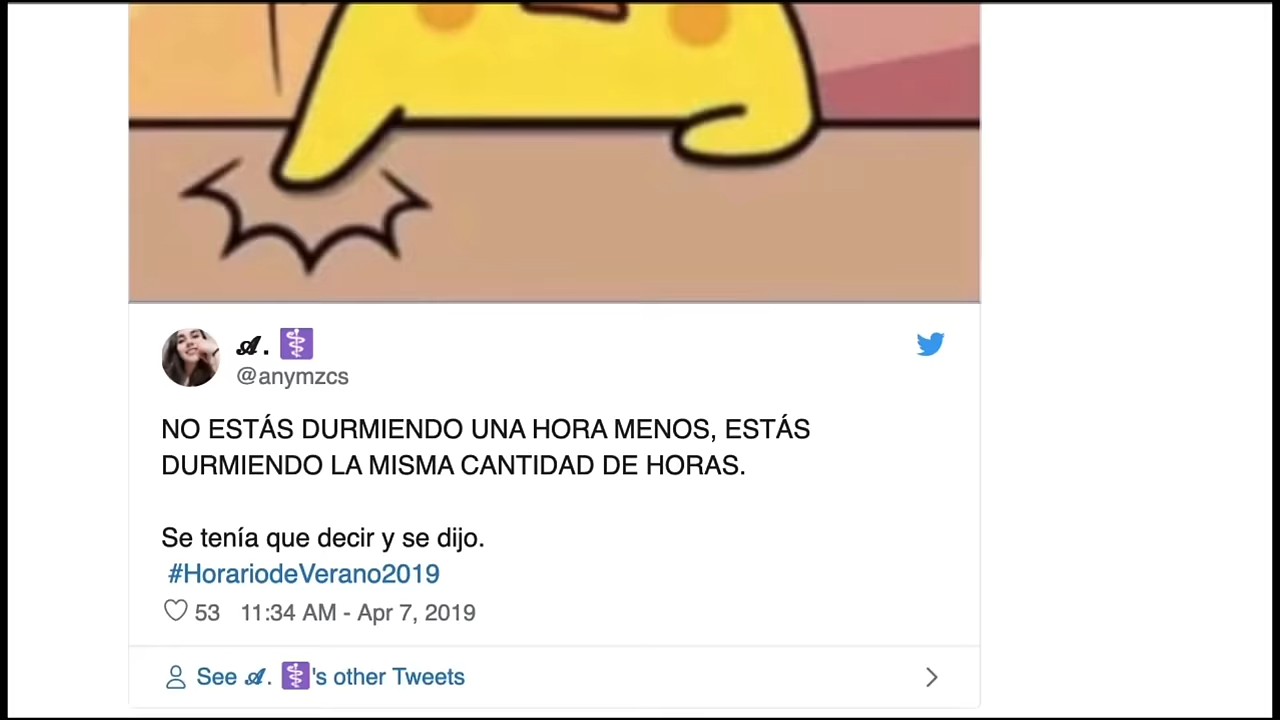 𝓐. ⚕️
@anymzcs
NO ESTÁS DURMIENDO UNA HORA MENOS, ESTÁS
DURMIENDO LA MISMA CANTIDAD DE HORAS.
Se tenía que decir y se dijo.
#HorariodeVerano2019
53 11:34 AM - Apr 7, 2019
See 𝓐. ⚕️'s other Tweets